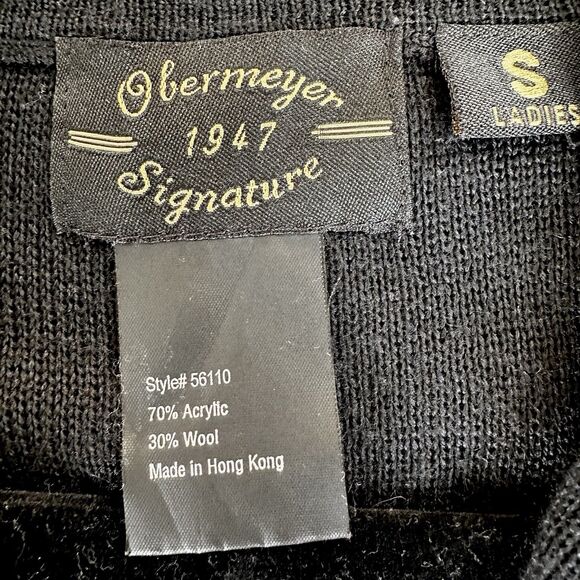 Obermeyer
1947
Signature
S
LADIES
Style# 56110
70% Acrylic
30% Wool
Made in Hong Kong